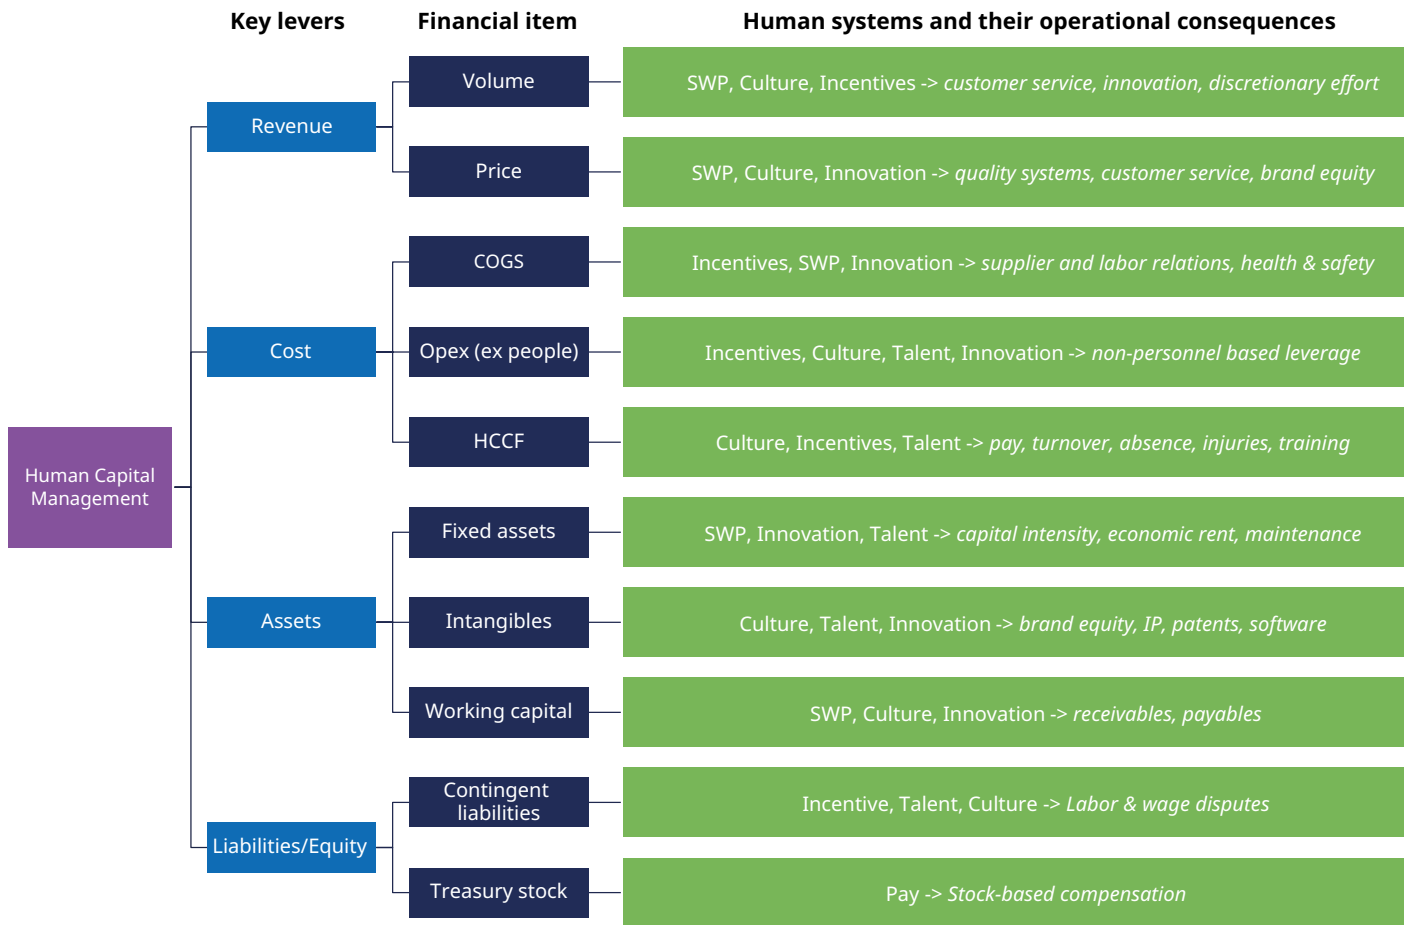 Key levers
Financial item
Human systems and their operational consequences
Human Capital
Management
Revenue
Volume
SWP, Culture, Incentives -> customer service, innovation, discretionary effort
Price
SWP, Culture, Innovation -> quality systems, customer service, brand equity
Cost
COGS
Incentives, SWP, Innovation -> supplier and labor relations, health & safety
Opex (ex people)
Incentives, Culture, Talent, Innovation -> non-personnel based leverage
HCCF
Culture, Incentives, Talent -> pay, turnover, absence, injuries, training
Assets
Fixed assets
SWP, Innovation, Talent -> capital intensity, economic rent, maintenance
Intangibles
Culture, Talent, Innovation -> brand equity, IP, patents, software
Working capital
SWP, Culture, Innovation -> receivables, payables
Liabilities/Equity
Contingent
liabilities
Incentive, Talent, Culture -> Labor & wage disputes
Treasury stock
Pay -> Stock-based compensation